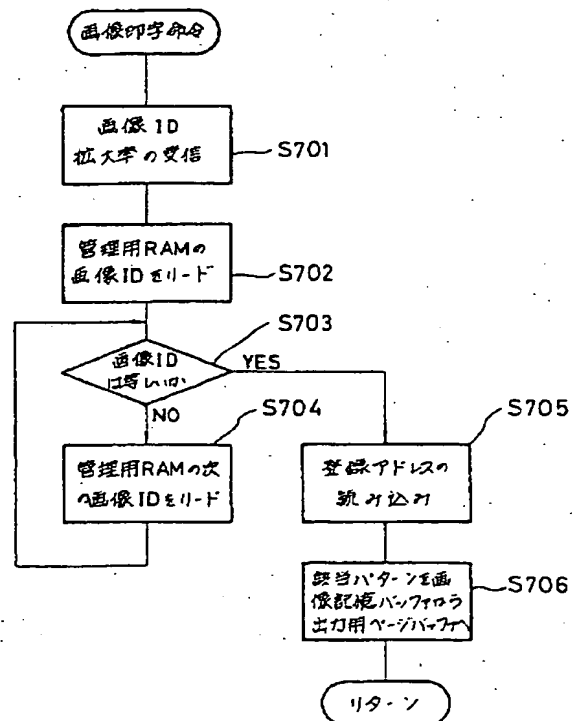 画像印字命令
画像ID
拡大率の受信
S701
管理用RAMの
画像IDをリード
S702
S703
画像ID
は等しいか
YES
NO
S704
管理用RAMの次
の画像IDをリード
S705
登録アドレスの
読み込み
該当パターンを画
像記憶バッファから
出力用ページバッファへ
S706
リターン